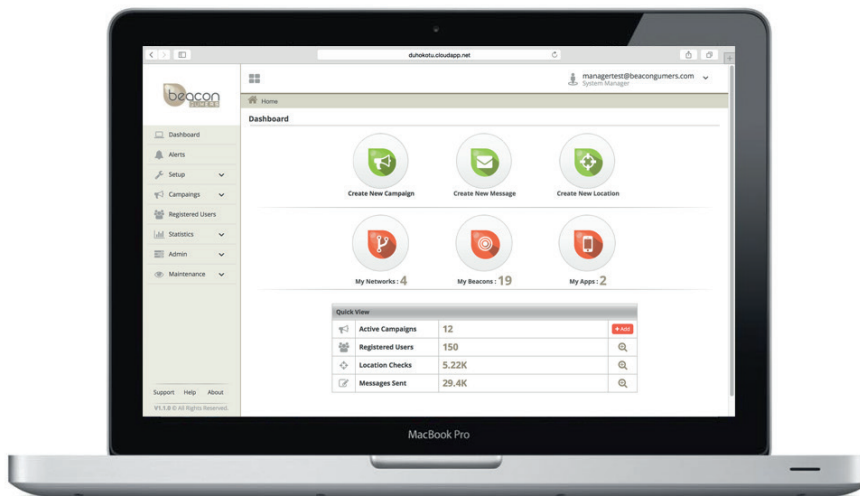 duhokotu.cloudapp.net
beacon
managertest@beacongumers.com
System Manager
Home
Dashboard
Dashboard
Alerts
Setup
Campaings
Registered Users
Statistics
Admin
Maintenance
Create New Campaign
Create New Message
Create New Location
My Networks : 4
My Beacons : 19
My Apps : 2
Quick View
Active Campaigns 12 Add
Registered Users 150
Location Checks 5.22K
Messages Sent 29.4K
Support Help About
V1.1.0 © All Rights Reserved.
MacBook Pro